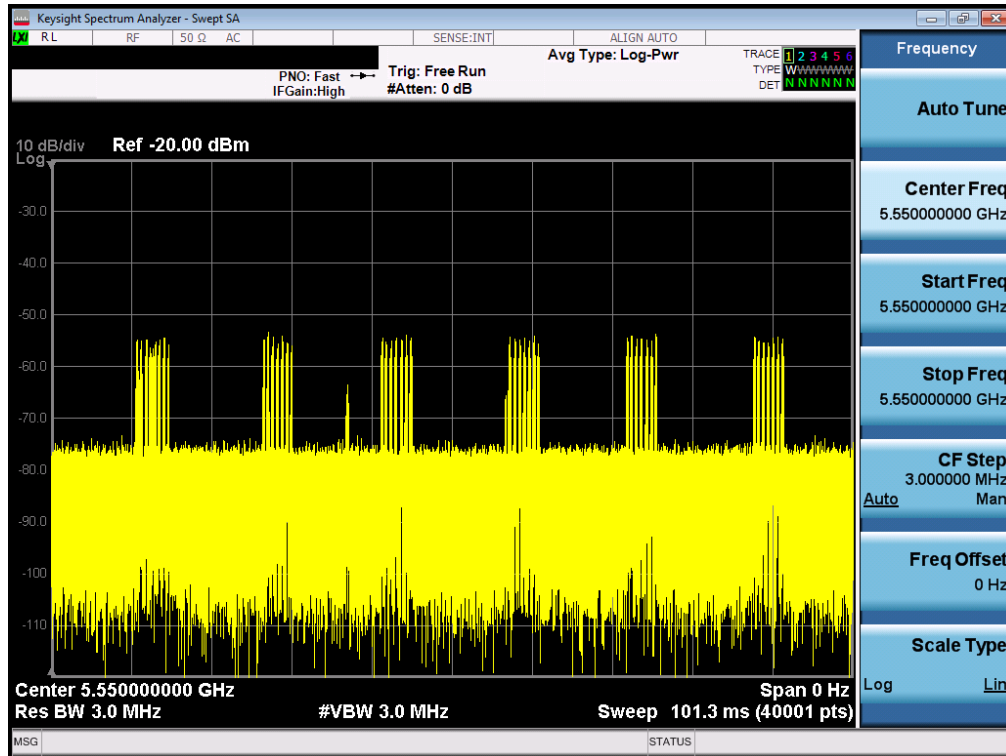 Keysight Spectrum Analyzer - Swept SA
LXI RL RF 50 Ω AC SENSE:INT ALIGN AUTO
PNO: Fast
IFGain:High
Trig: Free Run
#Atten: 0 dB
Avg Type: Log-Pwr
TRACE 1 2 3 4 5 6
TYPE WWWWWWW
DET N N N N N N
10 dB/div Ref -20.00 dBm
Log
-30.0
-40.0
-50.0
-60.0
-70.0
-80.0
-90.0
-100
-110
Center 5.550000000 GHz Span 0 Hz
Res BW 3.0 MHz #VBW 3.0 MHz Sweep 101.3 ms (40001 pts)
MSG STATUS
Frequency
Auto Tune
Center Freq
5.550000000 GHz
Start Freq
5.550000000 GHz
Stop Freq
5.550000000 GHz
CF Step
3.000000 MHz
Auto Man
Freq Offset
0 Hz
Scale Type
Log Lin